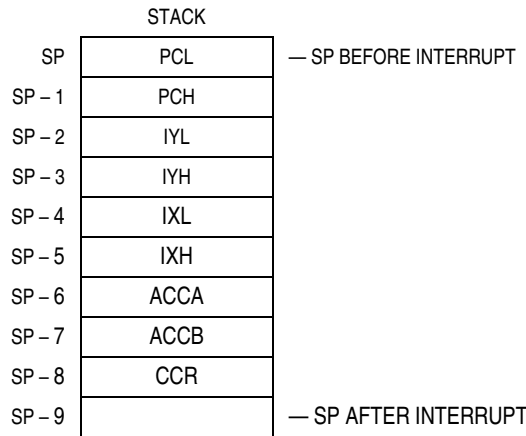 STACK
SP PCL — SP BEFORE INTERRUPT
SP – 1 PCH
SP – 2 IYL
SP – 3 IYH
SP – 4 IXL
SP – 5 IXH
SP – 6 ACCA
SP – 7 ACCB
SP – 8 CCR
SP – 9 — SP AFTER INTERRUPT